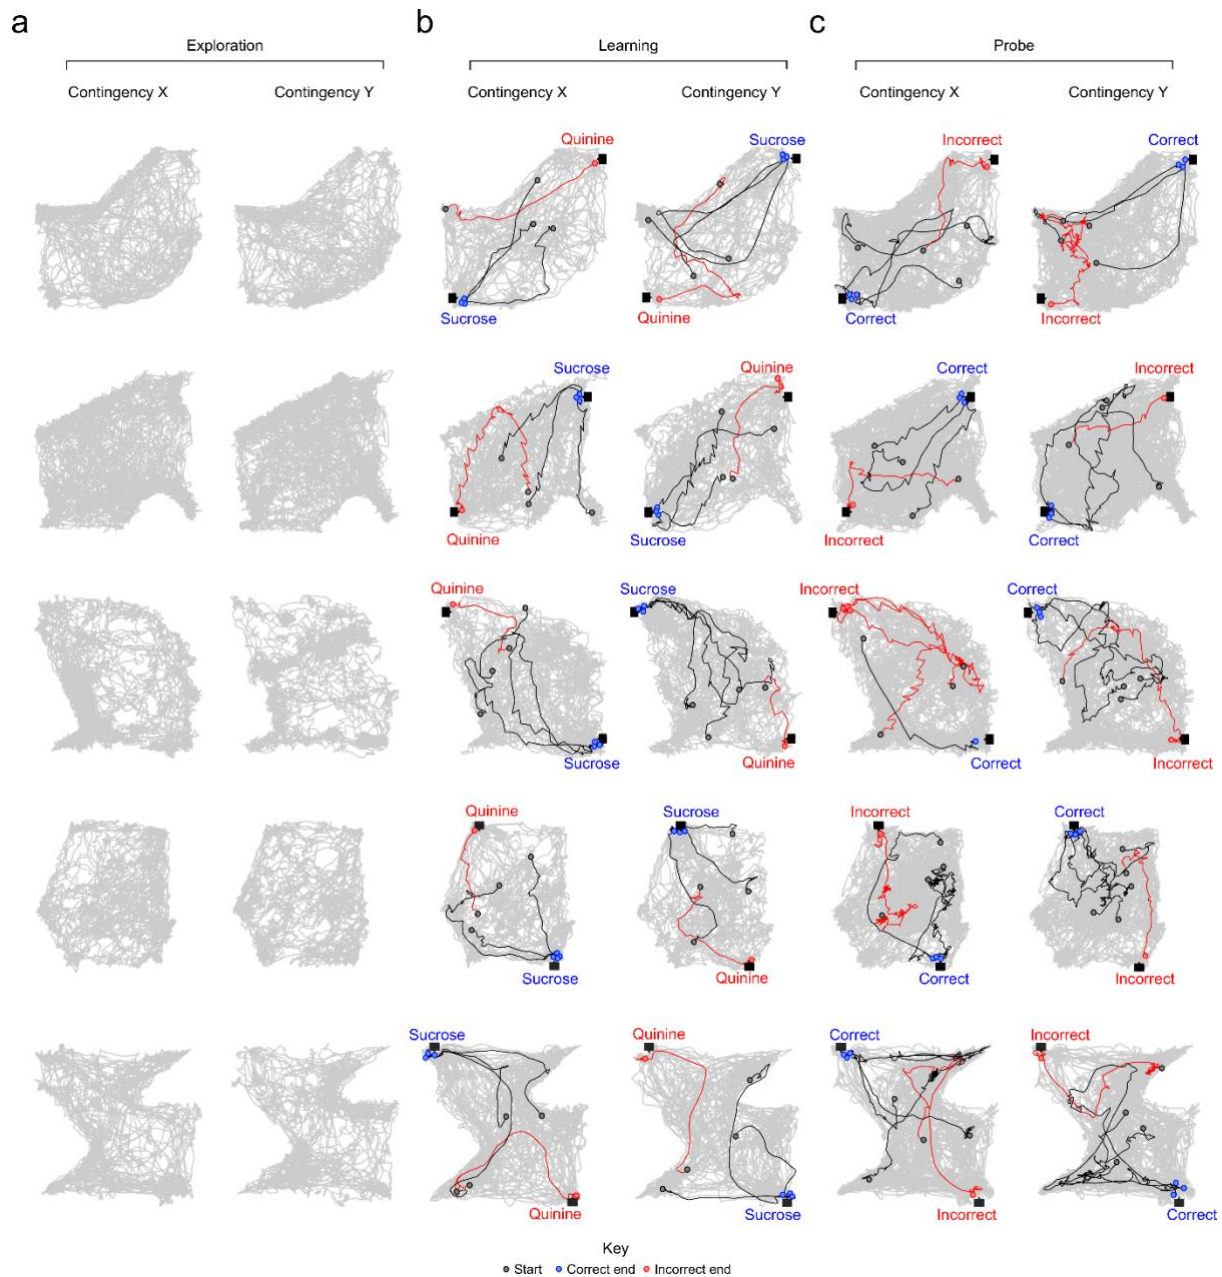 a b c
Exploration Learning Probe
Contingency X Contingency Y Contingency X Contingency Y Contingency X Contingency Y
Quinine Sucrose Incorrect Correct
Sucrose Quinine Correct Incorrect
Sucrose Quinine Correct Incorrect
Quinine Sucrose Incorrect Correct
Quinine Sucrose Incorrect Correct
Sucrose Quinine Correct Incorrect
Quinine Sucrose Incorrect Correct
Sucrose Quinine Correct Incorrect
Sucrose Quinine Correct Incorrect
Quinine Sucrose Incorrect Correct
Key
Start Correct end Incorrect end